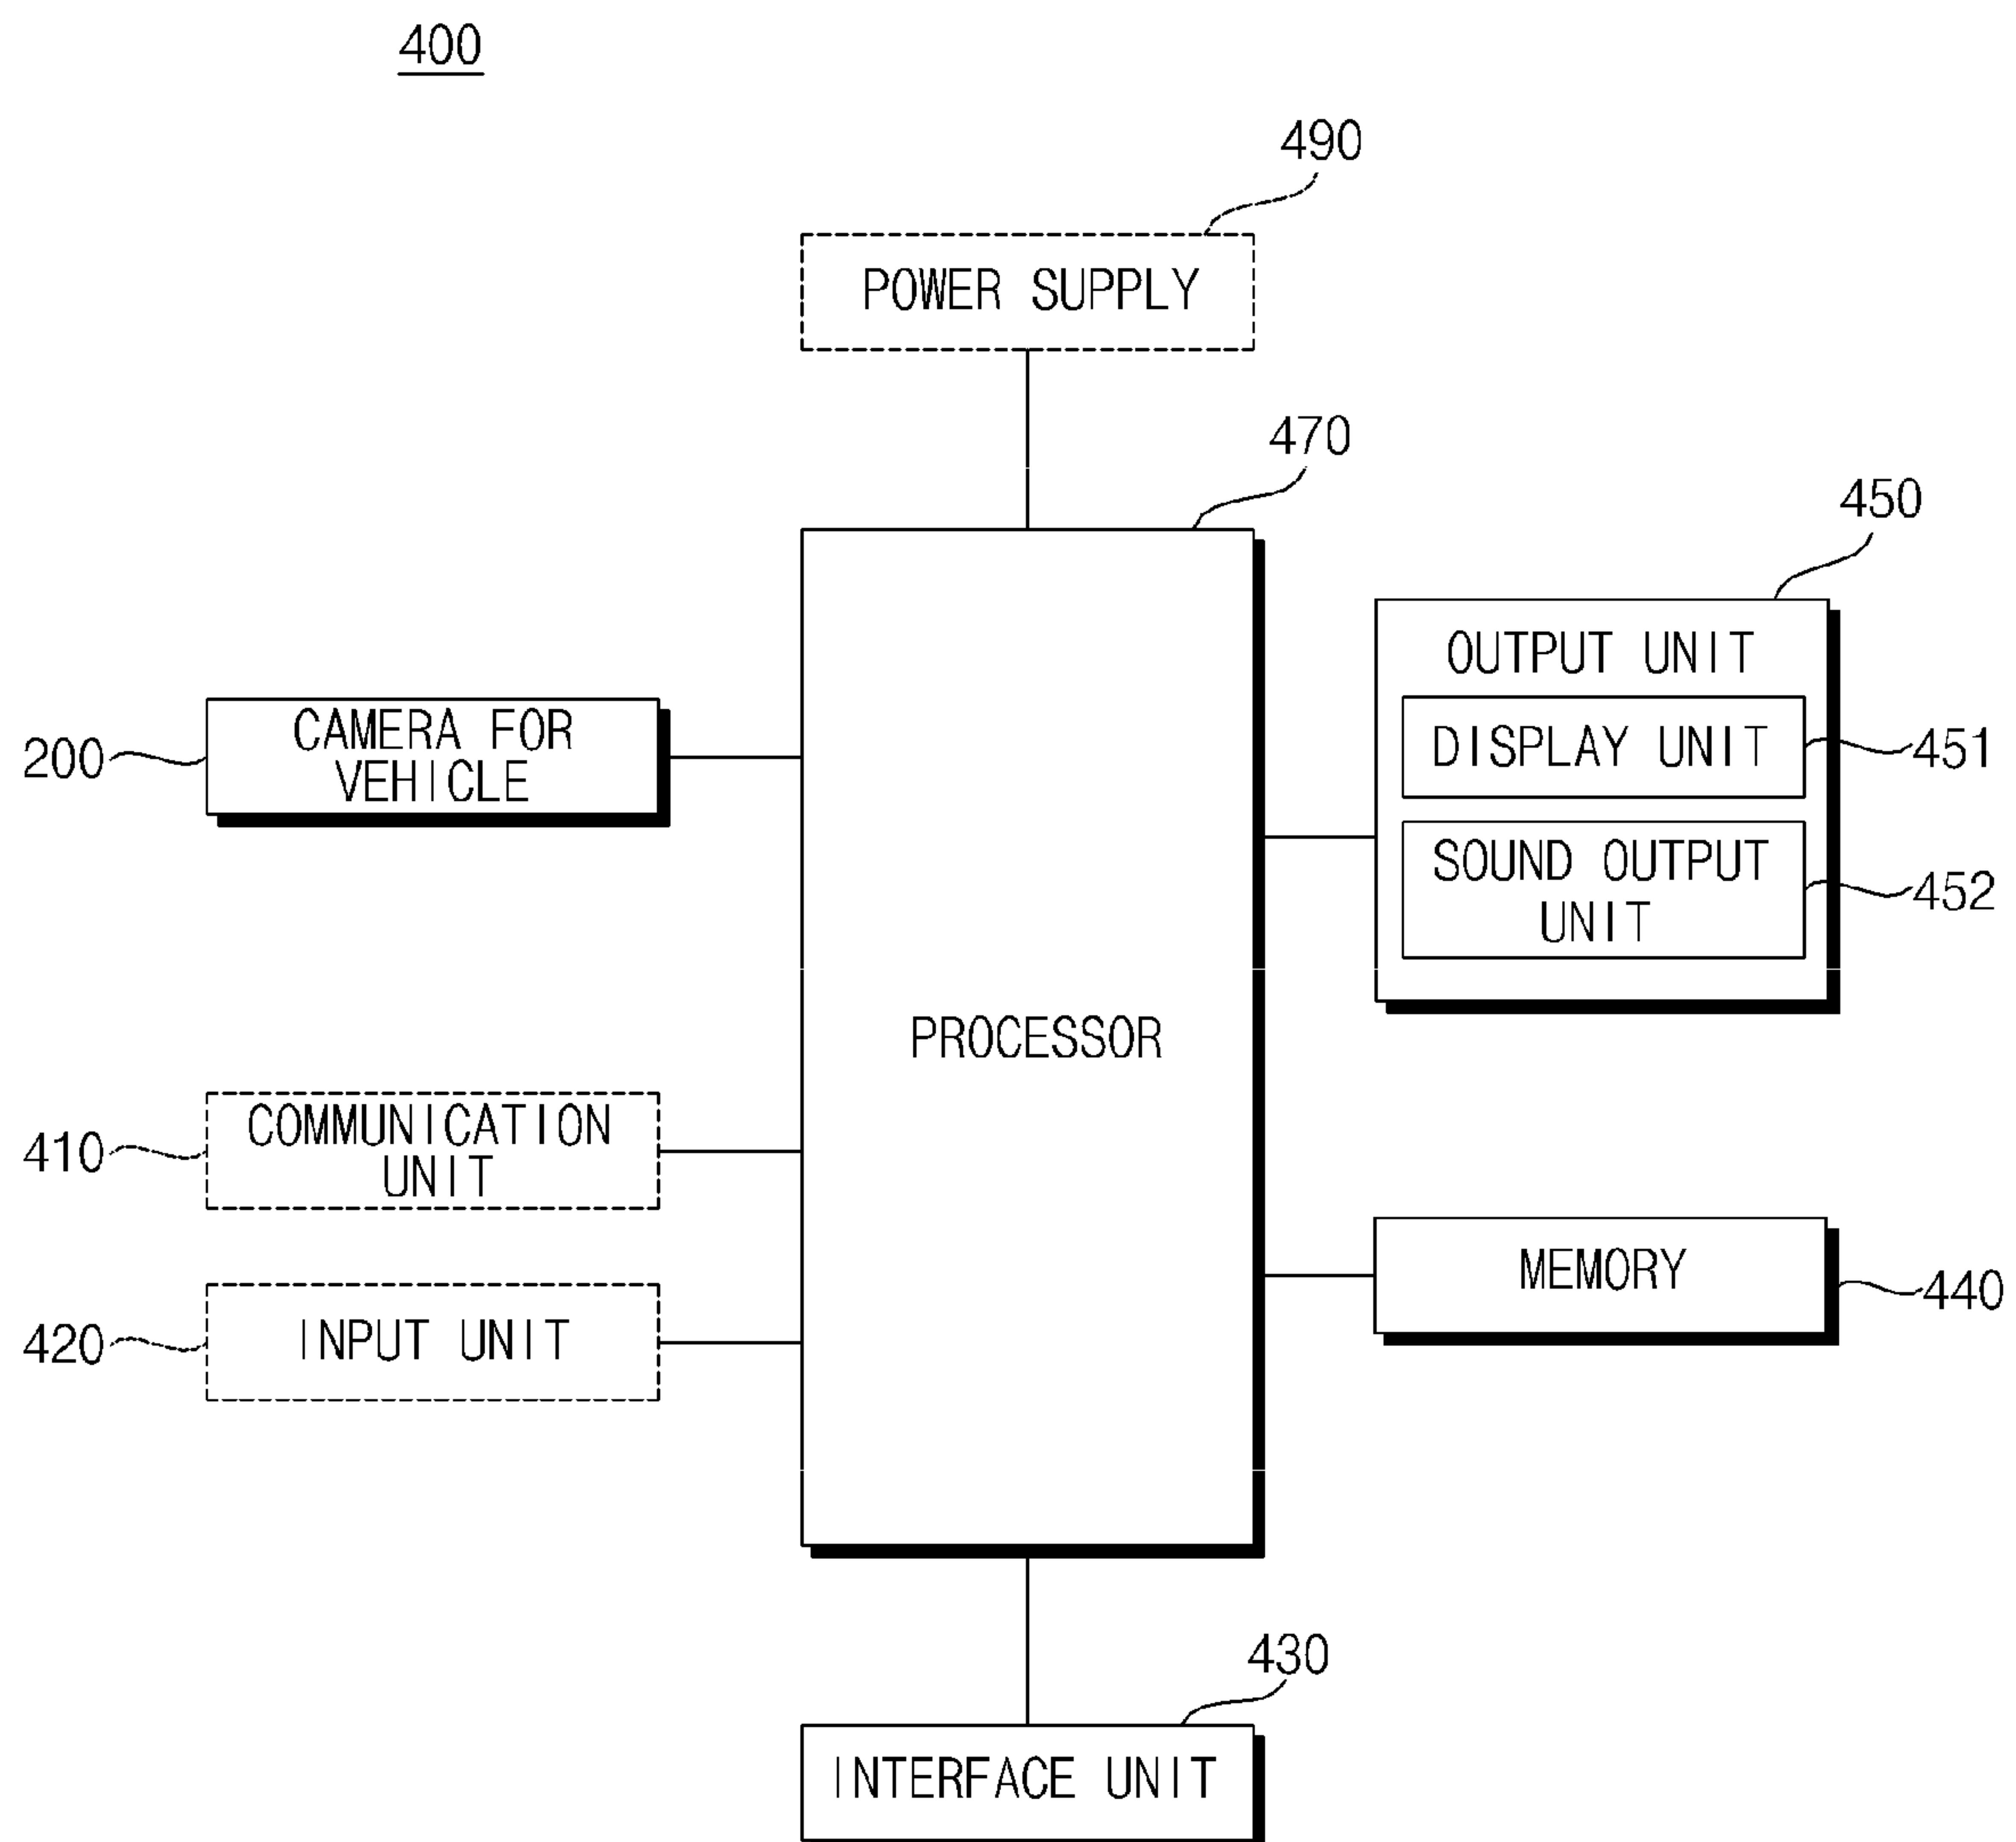 400
490
POWER SUPPLY
470
450
OUTPUT UNIT
DISPLAY UNIT
451
SOUND OUTPUT
UNIT
452
200
CAMERA FOR
VEHICLE
PROCESSOR
410
COMMUNICATION
UNIT
420
INPUT UNIT
MEMORY
440
430
INTERFACE UNIT